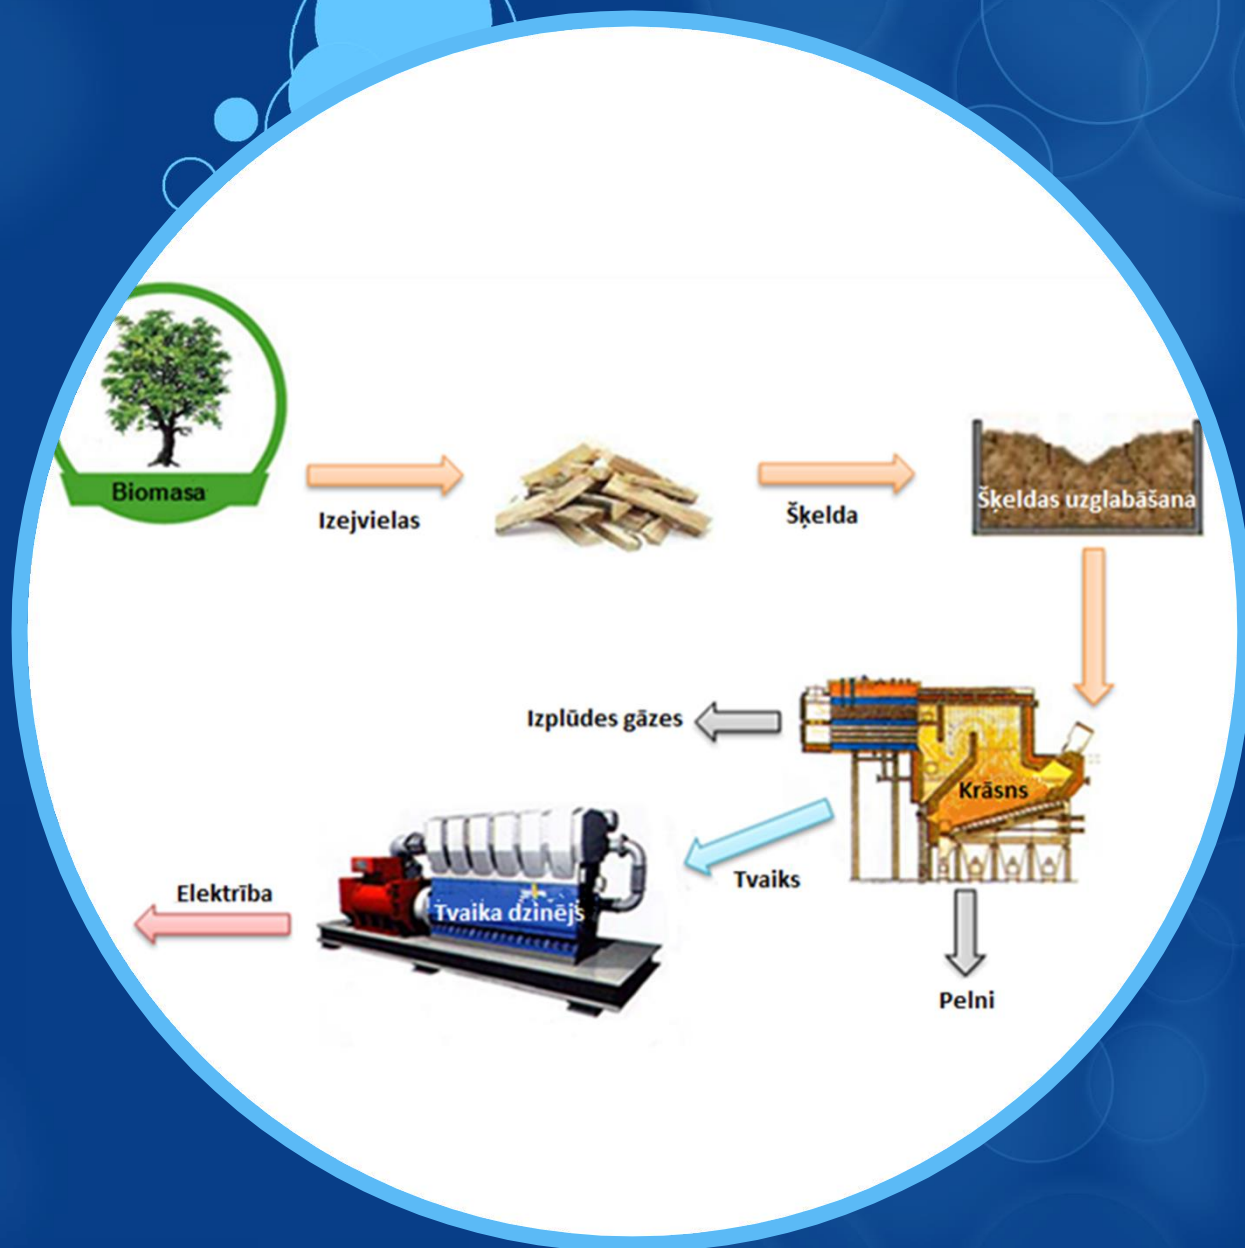 Biomasa
Izejvielas
Šķelda
Šķeldas uzglabāšana
Izplūdes gāzes
Krāsns
Tvaiks
Elektrība
Tvaika dzinējs
Pelni